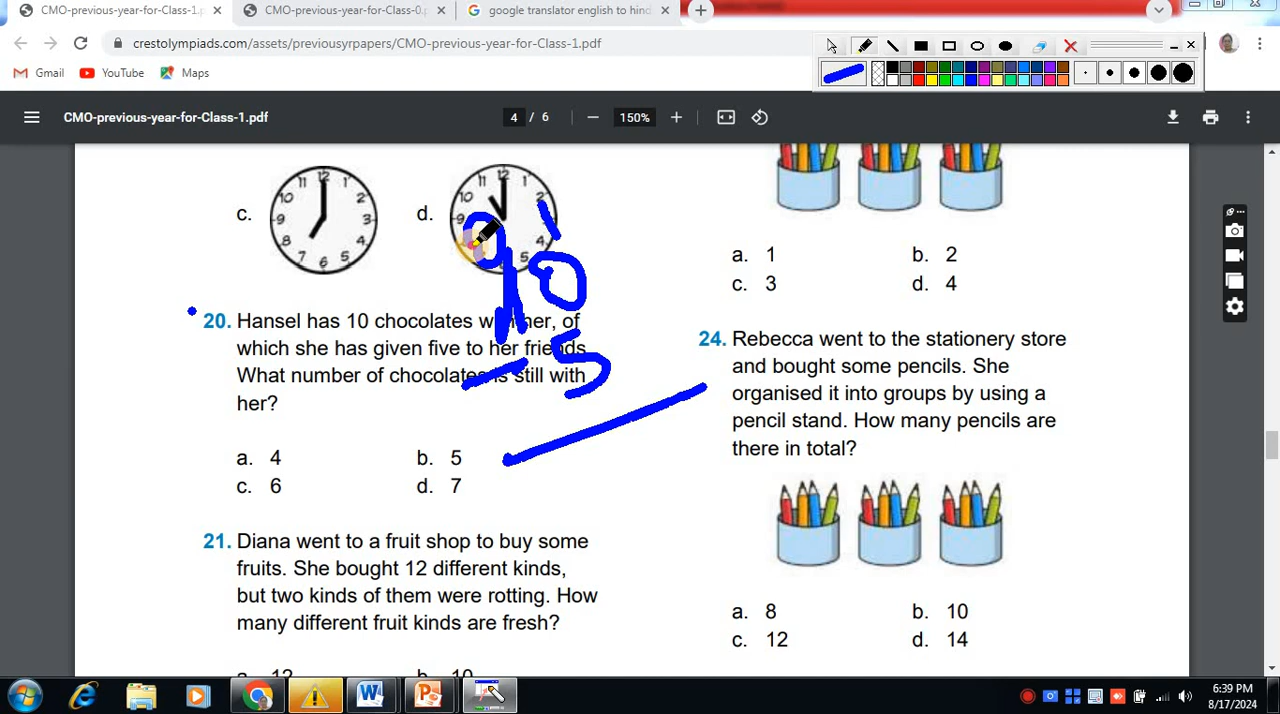 CMO-previous-year-for-Class-1.
CMO-previous-year-for-Class-0.
google translator english to hind
crestolympiads.com/assets/previousyrpapers/CMO-previous-year-for-Class-1.pdf
Gmail YouTube Maps
CMO-previous-year-for-Class-1.pdf
4 / 6
150%
c.
d.
20. Hansel has 10 chocolates with her, of
which she has given five to her friends
What number of chocolates is still with
her?
a. 4 b. 5
c. 6 d. 7
10
5
21. Diana went to a fruit shop to buy some
fruits. She bought 12 different kinds,
but two kinds of them were rotting. How
many different fruit kinds are fresh?
a. 12 b. 10
a. 1 b. 2
c. 3 d. 4
24. Rebecca went to the stationery store
and bought some pencils. She
organised it into groups by using a
pencil stand. How many pencils are
there in total?
a. 8 b. 10
c. 12 d. 14
6:39 PM
8/17/2024